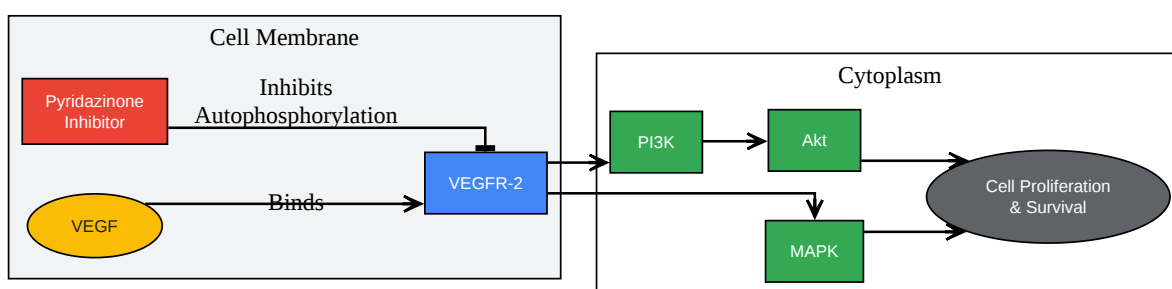 Cell Membrane
Pyridazinone
Inhibitor
Inhibits
Autophosphorylation
VEGFR-2
VEGF
Binds
Cytoplasm
PI3K
Akt
MAPK
Cell Proliferation
& Survival